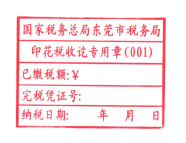 国家税务总局东莞市税务局
印花税收讫专用章(001)
已缴税额:¥
完税凭证号:
纳税日期: 年 月 日